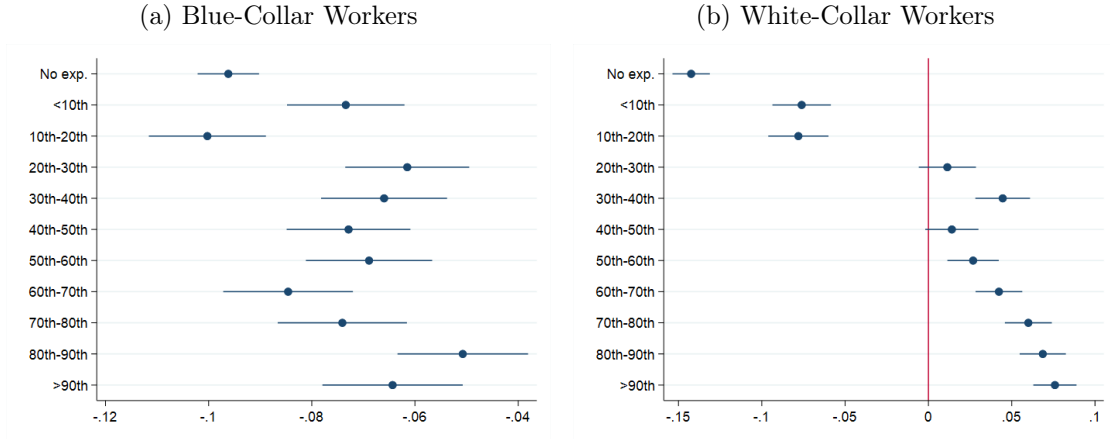 (a) Blue-Collar Workers
No exp.
<10th
10th-20th
20th-30th
30th-40th
40th-50th
50th-60th
60th-70th
70th-80th
80th-90th
>90th
-.12 -.1 -.08 -.06 -.04
(b) White-Collar Workers
No exp.
<10th
10th-20th
20th-30th
30th-40th
40th-50th
50th-60th
60th-70th
70th-80th
80th-90th
>90th
-.15 -.1 -.05 0 .05 .1